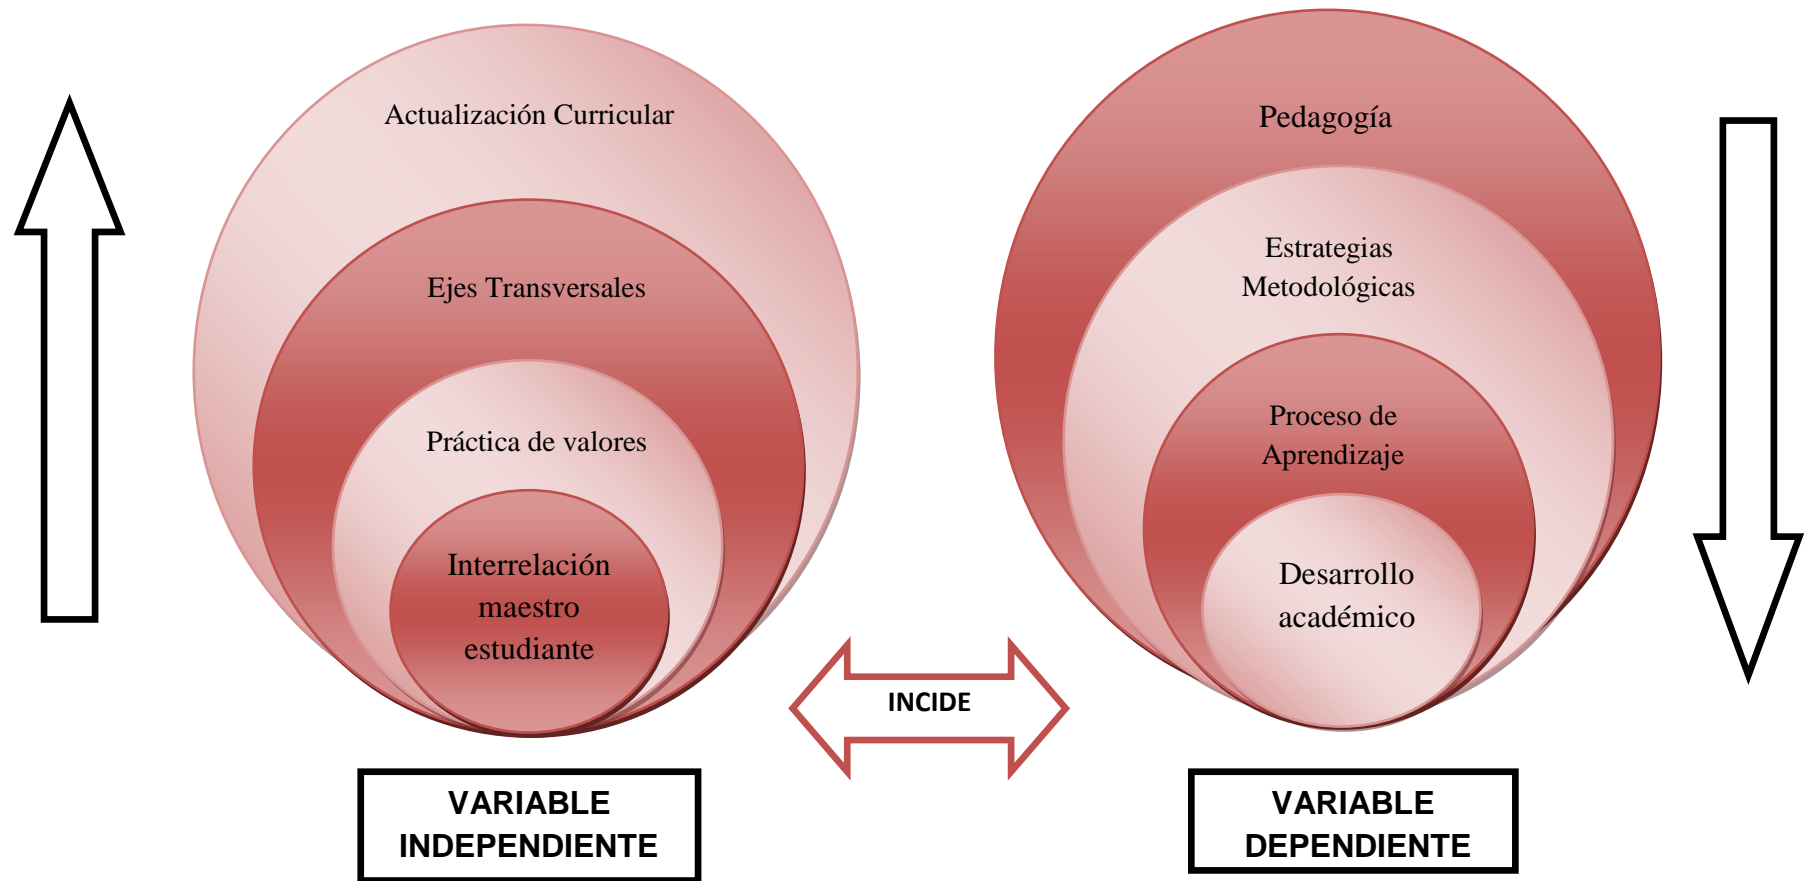 Actualización Curricular
Ejes Transversales
Práctica de valores
Interrelación
maestro
estudiante
VARIABLE
INDEPENDIENTE
INCIDE
Pedagogía
Estrategias
Metodológicas
Proceso de
Aprendizaje
Desarrollo
académico
VARIABLE
DEPENDIENTE